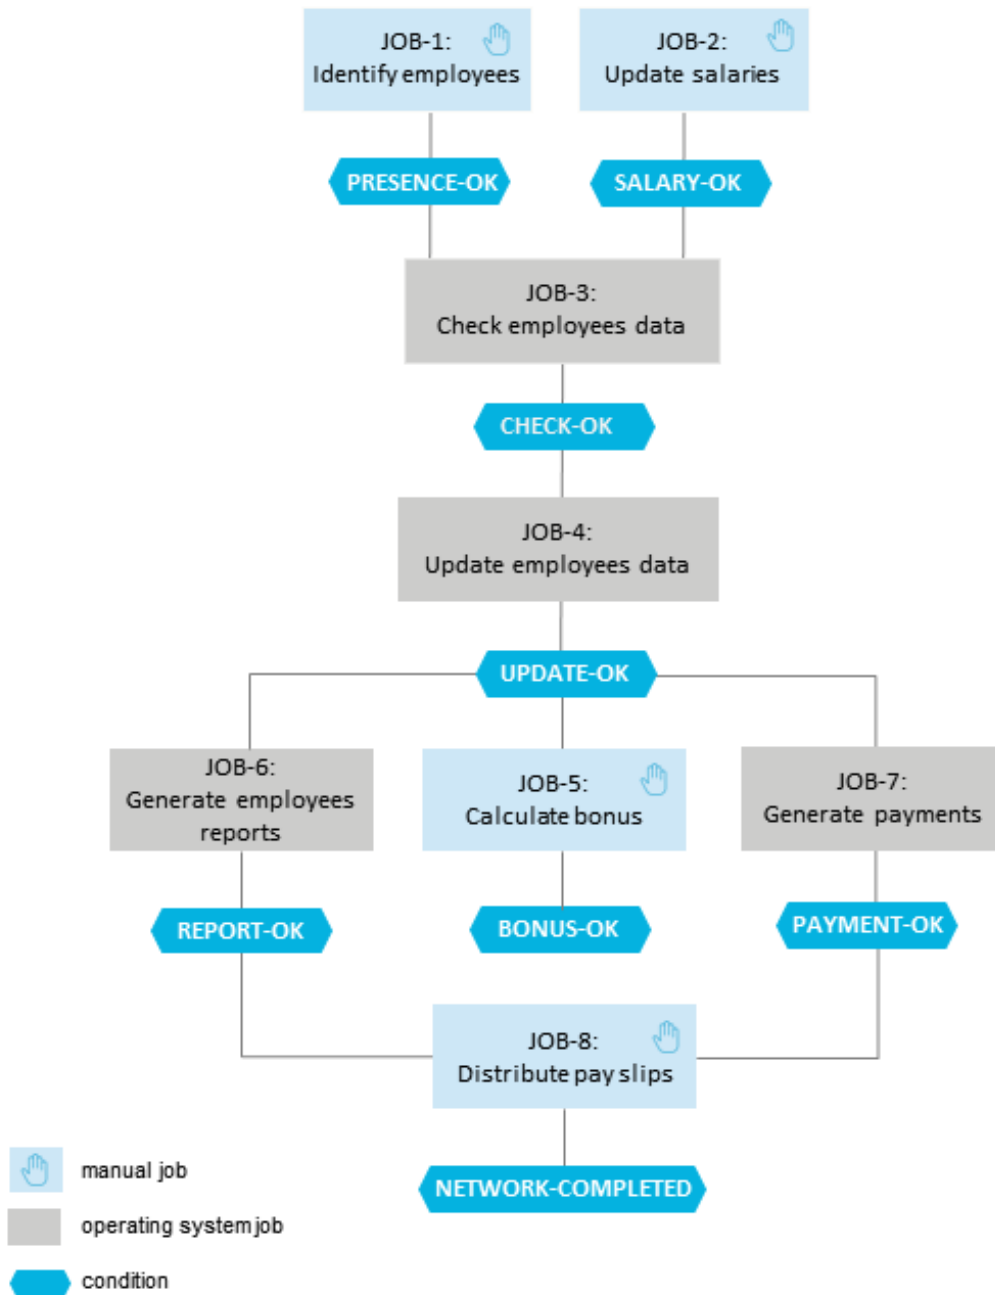 JOB-1:
Identify employees
JOB-2:
Update salaries
PRESENCE-OK
SALARY-OK
JOB-3:
Check employees data
CHECK-OK
JOB-4:
Update employees data
UPDATE-OK
JOB-6:
Generate employees
reports
JOB-5:
Calculate bonus
JOB-7:
Generate payments
REPORT-OK
BONUS-OK
PAYMENT-OK
JOB-8:
Distribute pay slips
NETWORK-COMPLETED
manual job
operating system job
condition